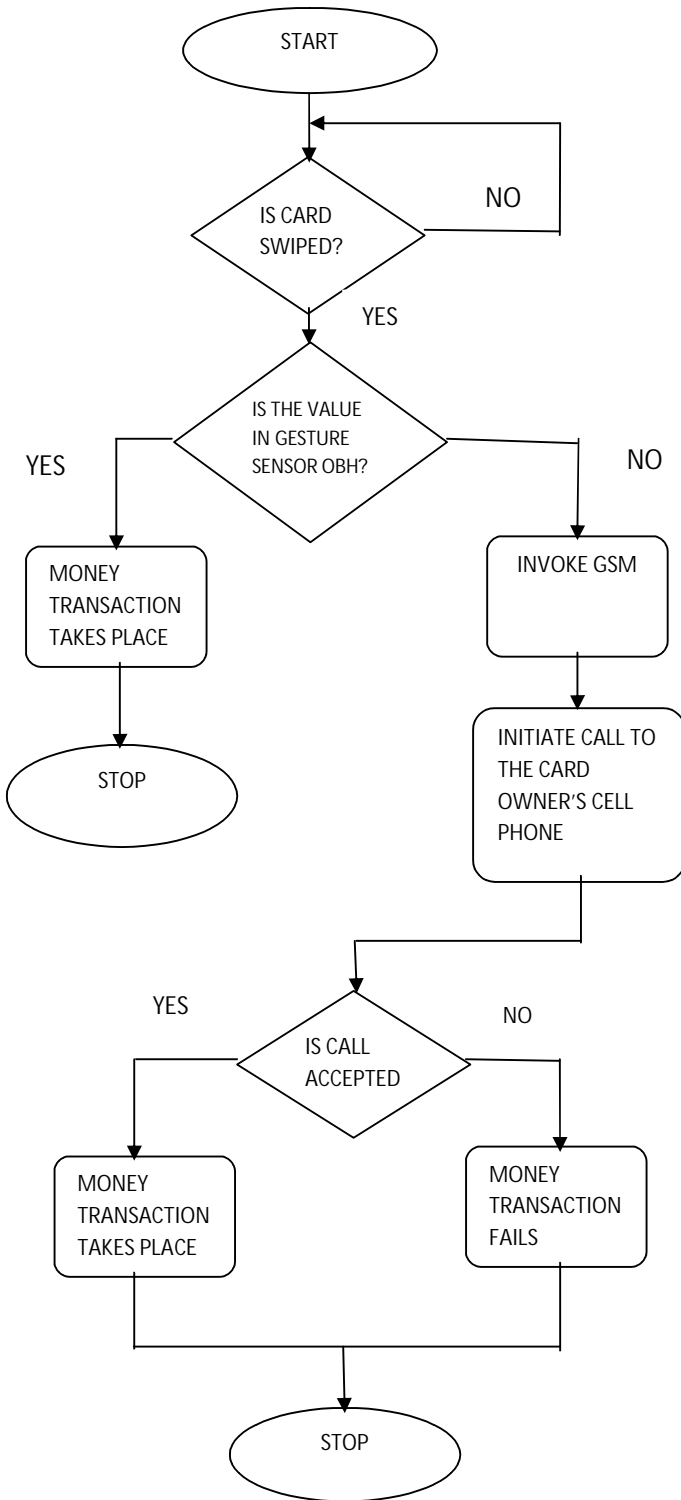 START
NO
IS CARD
SWIPED?
YES
IS THE VALUE
IN GESTURE
SENSOR OBH?
YES
NO
MONEY
TRANSACTION
TAKES PLACE
INVOKE GSM
STOP
INITIATE CALL TO
THE CARD
OWNER'S CELL
PHONE
YES
NO
IS CALL
ACCEPTED
MONEY
TRANSACTION
TAKES PLACE
MONEY
TRANSACTION
FAILS
STOP